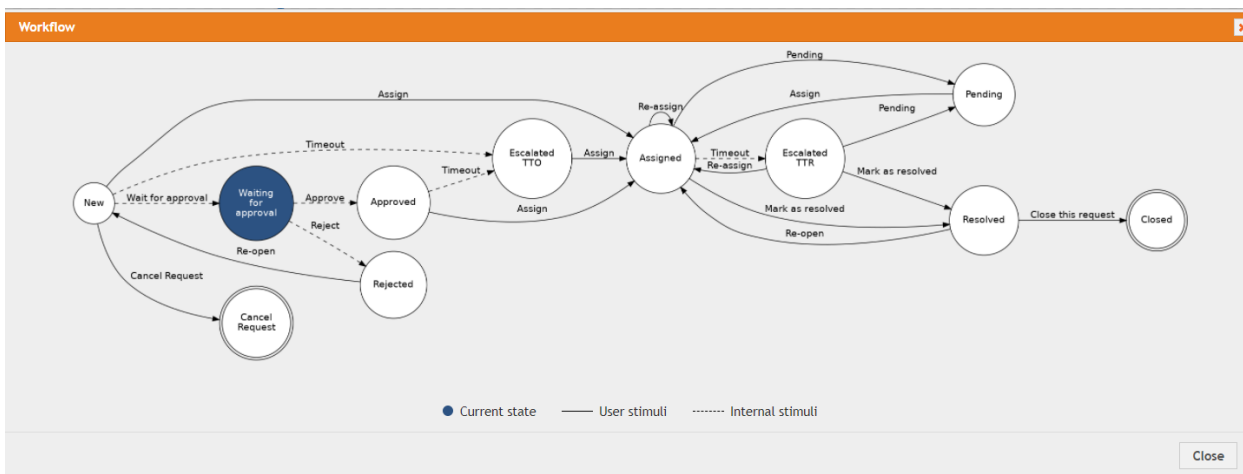 Workflow
x
Pending
Assign
Re-assign
Assign
Pending
Pending
Timeout
Escalated
TTO
Assign
Assigned
Timeout
Re-assign
Escalated
TTR
Timeout
Mark as resolved
New
Wait for approval
Waiting
for
approval
Approve
Approved
Assign
Mark as resolved
Reject
Re-open
Resolved
Close this request
Closed
Re-open
Cancel Request
Rejected
Cancel
Request
Current state
User stimuli
Internal stimuli
Close